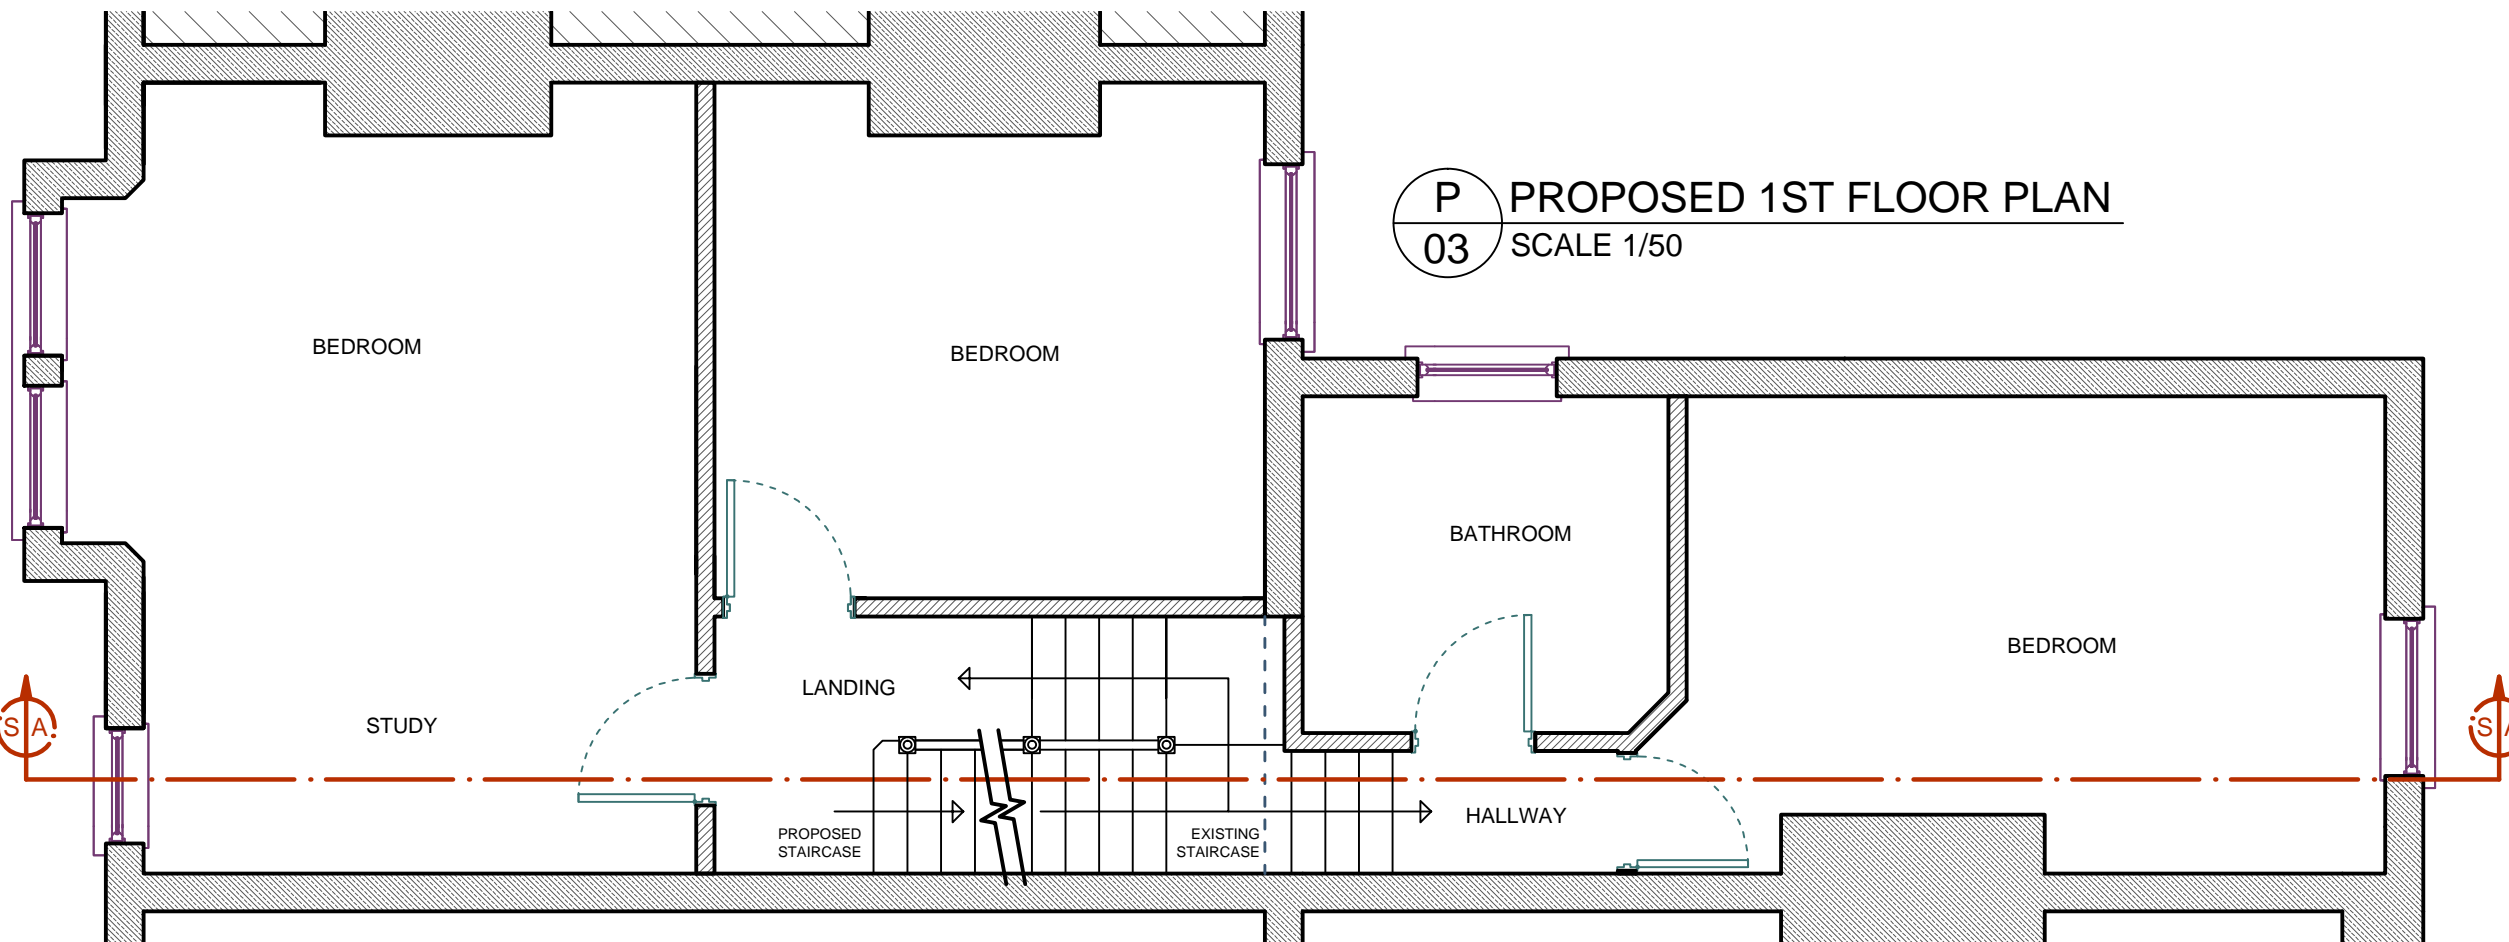 P
PROPOSED 1ST FLOOR PLAN
03
SCALE 1/50
BEDROOM
BEDROOM
BATHROOM
BEDROOM
LANDING
STUDY
S A
S A
HALLWAY
PROPOSED
STAIRCASE
EXISTING
STAIRCASE